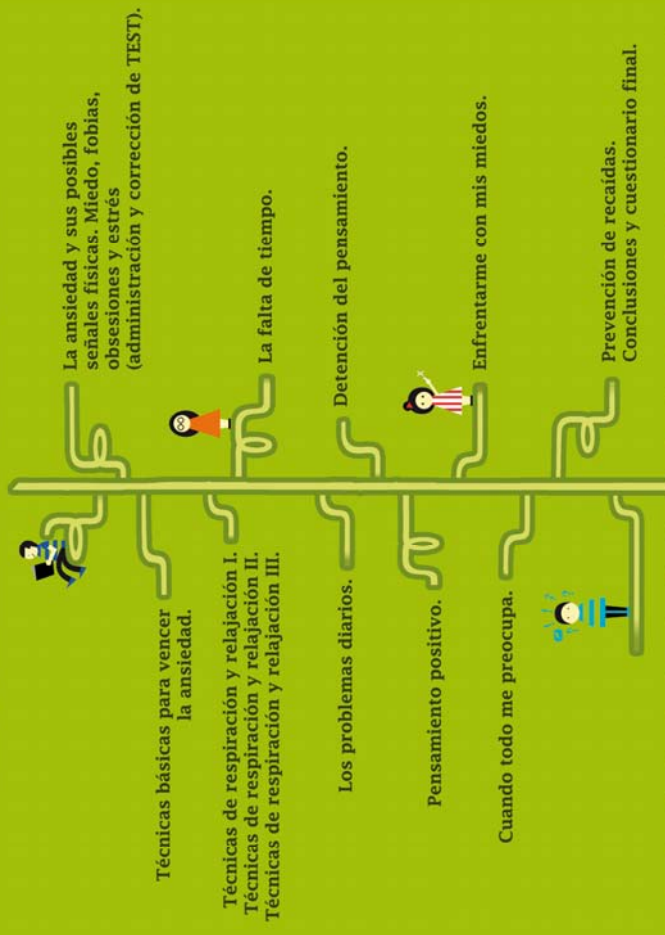 La ansiedad y sus posibles
señales físicas. Miedo, fobias,
obsesiones y estrés
(administración y corrección de TEST).
Técnicas básicas para vencer
la ansiedad.
Técnicas de respiración y relajación I.
Técnicas de respiración y relajación II.
Técnicas de respiración y relajación III.
La falta de tiempo.
Los problemas diarios.
Detención del pensamiento.
Pensamiento positivo.
Enfrentarme con mis miedos.
Cuando todo me preocupa.
Prevención de recaídas.
Conclusiones y cuestionario final.